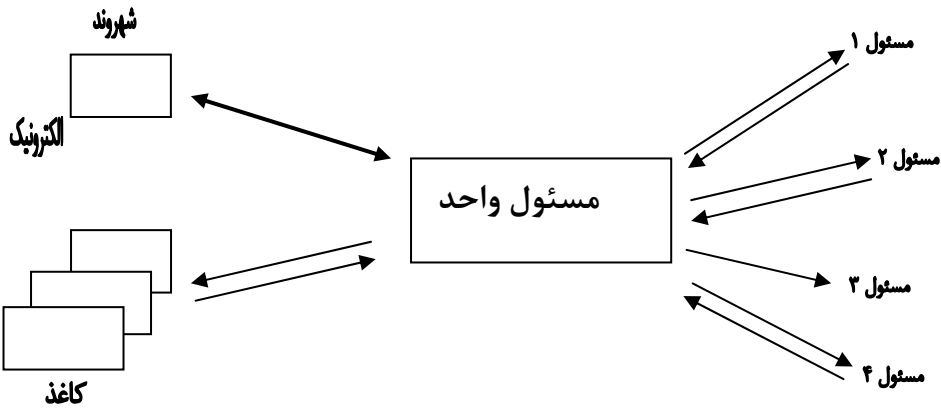 شهروند
الکترونیک
مسئول واحد
کاغذ
مسئول ۱
مسئول ۲
مسئول ۳
مسئول ۴